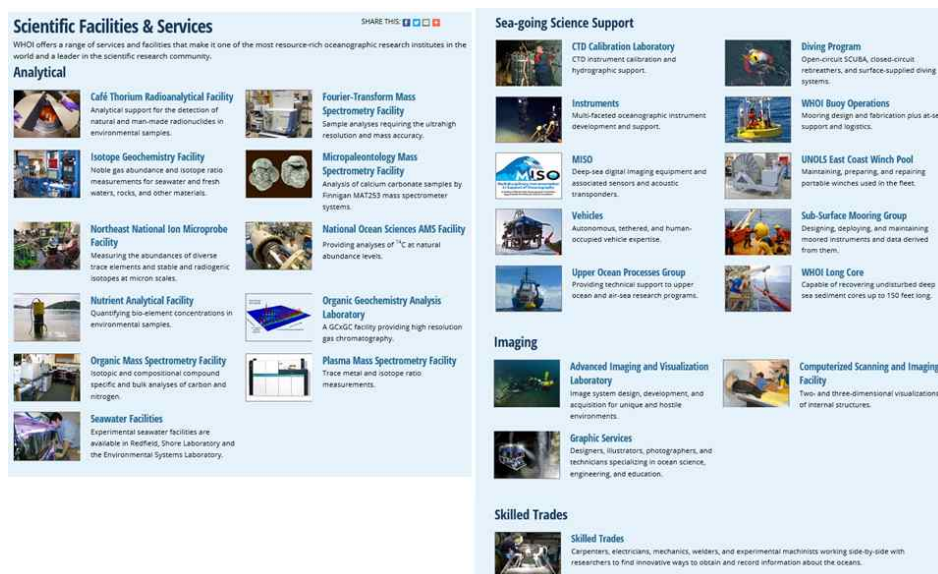 Scientific Facilities & Services
SHARE THIS:
WHOI offers a range of services and facilities that make it one of the most resource-rich oceanographic research institutes in the
world and a leader in the scientific research community.
Analytical
Café Thorium Radioanalytical Facility
Analytical support for the detection of
natural and man-made radionuclides in
environmental samples.
Fourier-Transform Mass
Spectrometry Facility
Sample analyses requiring the ultrahigh
resolution and mass accuracy.
Isotope Geochemistry Facility
Noble gas abundance and isotope ratio
measurements for seawater and fresh
waters, rocks, and other materials.
Micropaleontology Mass
Spectrometry Facility
Analysis of calcium carbonate samples by
Finnigan MAT253 mass spectrometer
systems.
Northeast National Ion Microprobe
Facility
Measuring the abundances of diverse
trace elements and stable and radiogenic
isotopes at micron scales.
National Ocean Sciences AMS Facility
Providing analyses of ¹⁴C at natural
abundance levels.
Nutrient Analytical Facility
Quantifying bio-element concentrations in
environmental samples.
Organic Geochemistry Analysis
Laboratory
A GCxGC facility providing high resolution
gas chromatography.
Organic Mass Spectrometry Facility
Isotopic and compositional compound
specific and bulk analyses of carbon and
nitrogen.
Plasma Mass Spectrometry Facility
Trace metal and isotope ratio
measurements.
Seawater Facilities
Experimental seawater facilities are
available in Redfield, Shore Laboratory and
the Environmental Systems Laboratory.
Sea-going Science Support
CTD Calibration Laboratory
CTD instrument calibration and
hydrographic support.
Diving Program
Open-circuit SCUBA, closed-circuit
rebreathers, and surface-supplied diving
systems.
Instruments
Multi-faceted oceanographic instrument
development and support.
WHOI Buoy Operations
Mooring design and fabrication plus at-se
support and logistics.
MISO
MISO
Deep-sea digital imaging equipment and
associated sensors and acoustic
transponders.
UNOLS East Coast Winch Pool
Maintaining, preparing, and repairing
portable winches used in the fleet.
Vehicles
Autonomous, tethered, and human-
occupied vehicle expertise.
Sub-Surface Mooring Group
Designing, deploying, and maintaining
moored instruments and data derived
from them.
Upper Ocean Processes Group
Providing technical support to upper
ocean and air-sea research programs.
WHOI Long Core
Capable of recovering undisturbed deep
sea sediment cores up to 150 feet long.
Imaging
Advanced Imaging and Visualization
Laboratory
Image system design, development, and
acquisition for unique and hostile
environments.
Computerized Scanning and Imaging
Facility
Two- and three-dimensional visualizations
of internal structures.
Graphic Services
Designers, illustrators, photographers, and
technicians specializing in ocean science,
engineering, and education.
Skilled Trades
Skilled Trades
Carpenters, electricians, mechanics, welders, and experimental machinists working side-by-side with
researchers to find innovative ways to obtain and record information about the oceans.